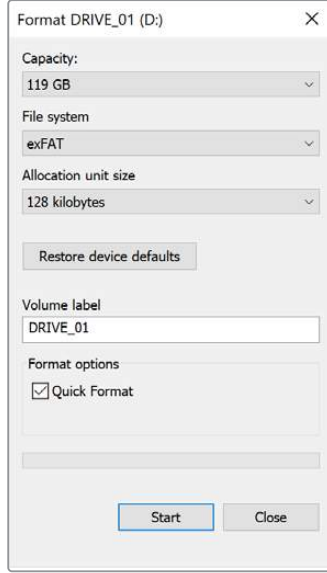 Format DRIVE_01 (D:)
Capacity:
119 GB
File system
exFAT
Allocation unit size
128 kilobytes
Restore device defaults
Volume label
DRIVE_01
Format options
Quick Format
Start Close